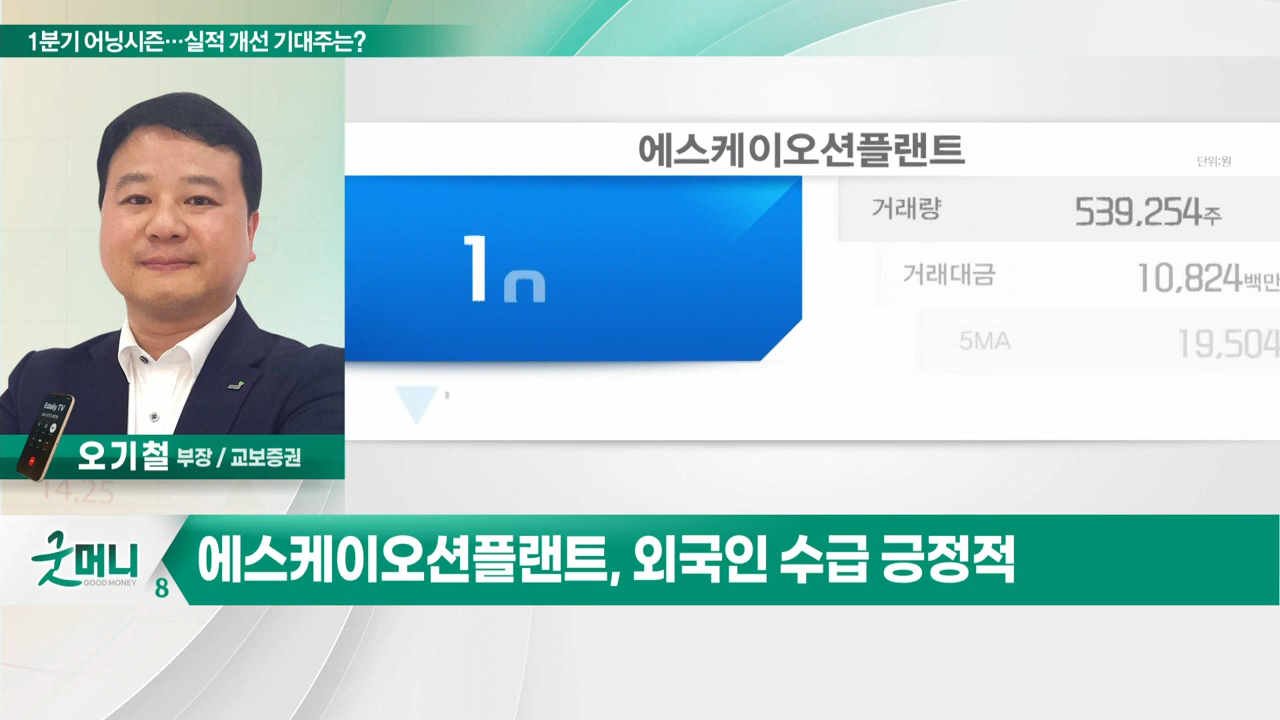 1분기 어닝시즌…실적 개선 기대주는?
에스케이오션플랜트
단위:원
1
거래량 539,254주
거래대금 10,824백만
5MA 19,504
Edaily TV
오기철 부장 / 교보증권
14.25
굿머니
GOOD MONEY
8
에스케이오션플랜트, 외국인 수급 긍정적